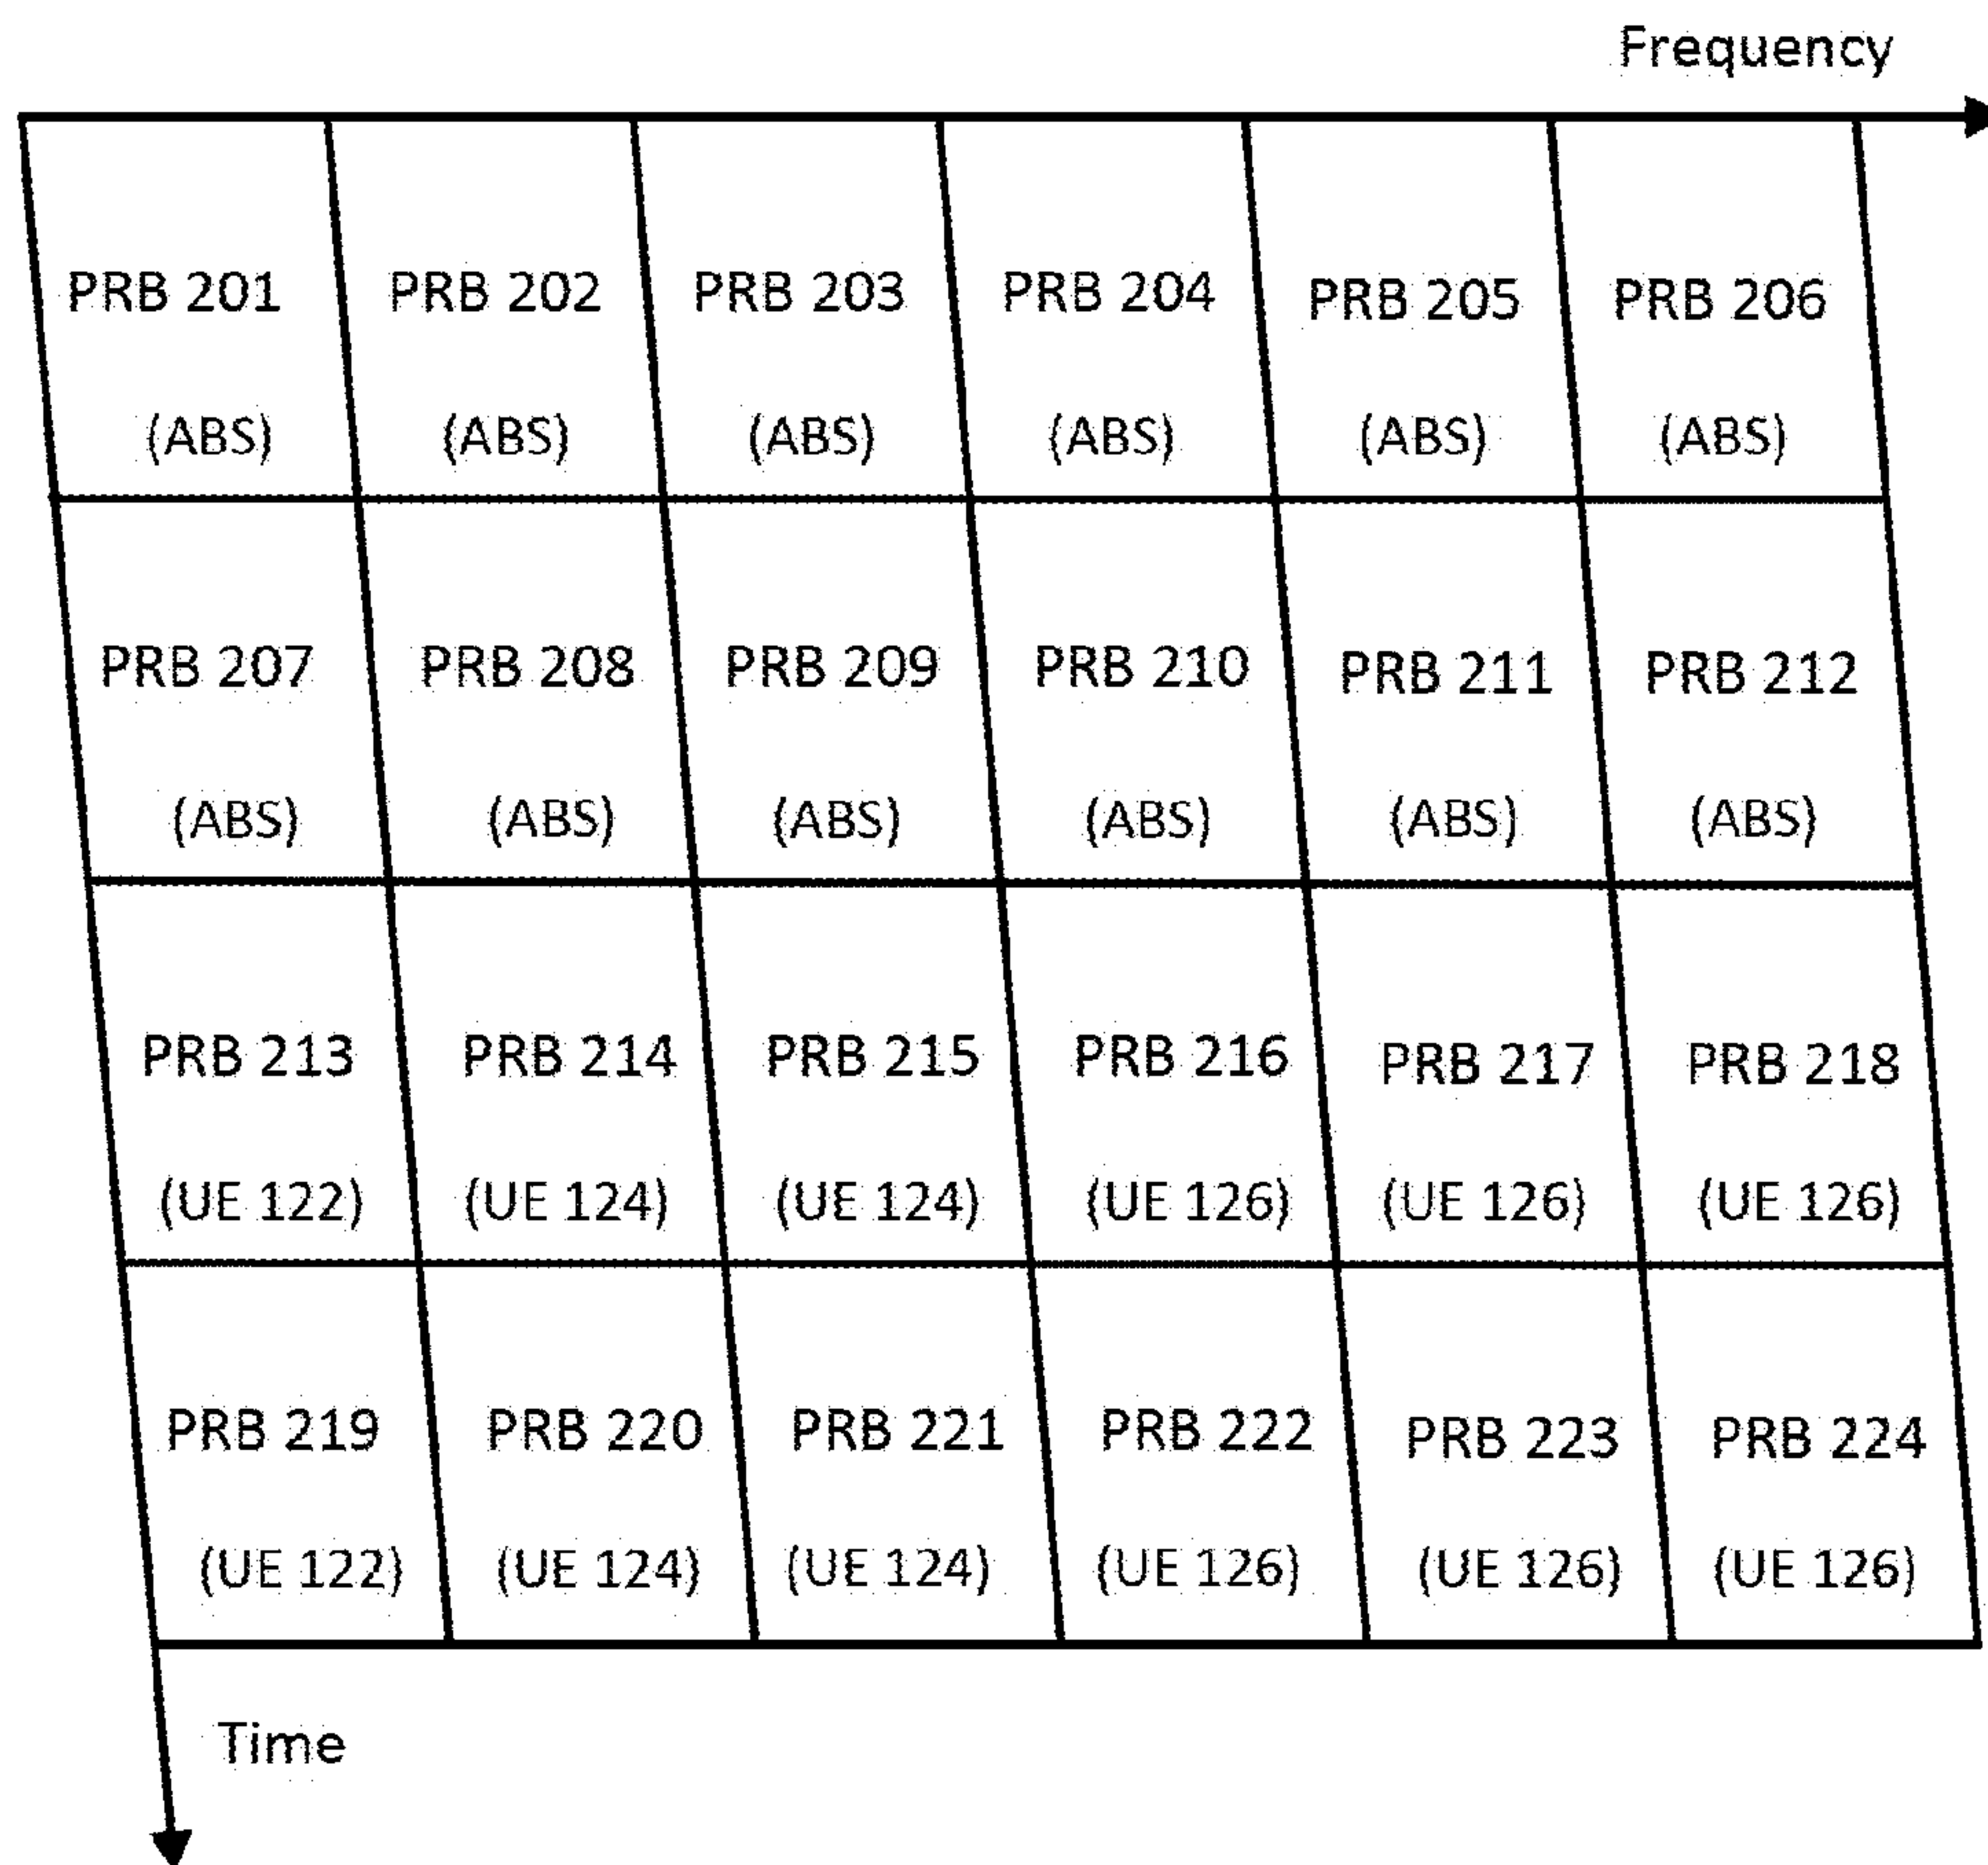 Frequency
PRB 201 PRB 202 PRB 203 PRB 204 PRB 205 PRB 206
(ABS) (ABS) (ABS) (ABS) (ABS) (ABS)
PRB 207 PRB 208 PRB 209 PRB 210 PRB 211 PRB 212
(ABS) (ABS) (ABS) (ABS) (ABS) (ABS)
PRB 213 PRB 214 PRB 215 PRB 216 PRB 217 PRB 218
(UE 122) (UE 124) (UE 124) (UE 126) (UE 126) (UE 126)
PRB 219 PRB 220 PRB 221 PRB 222 PRB 223 PRB 224
(UE 122) (UE 124) (UE 124) (UE 126) (UE 126) (UE 126)
Time